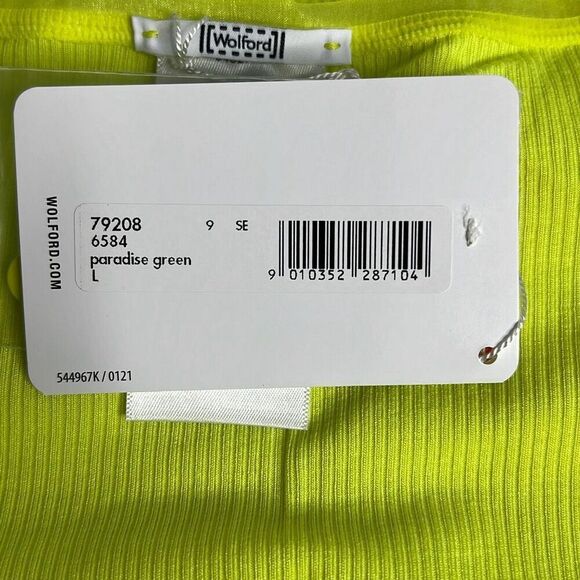 [Wolford]
WOLFORD.COM
79208 9 SE
6584
paradise green
L
9 010352 287104
544967K / 0121